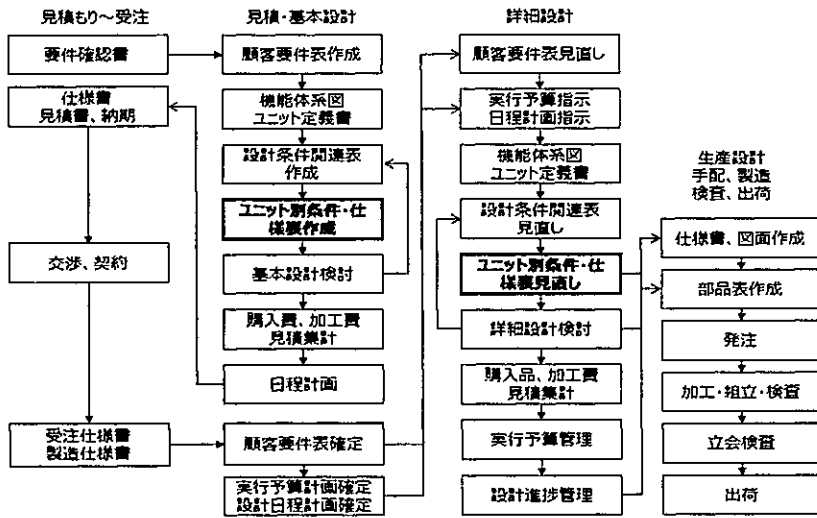 見積もり～受注
要件確認書
仕様書
見積書、納期
交渉、契約
受注仕様書
製造仕様書
見積・基本設計
顧客要件表作成
機能体系図
ユニット定義書
設計条件関連表
作成
ユニット別条件・仕
様表作成
基本設計検討
購入費、加工費
見積集計
日程計画
顧客要件表確定
実行予算計画確定
設計日程計画確定
詳細設計
顧客要件表見直し
実行予算指示
日程計画指示
機能体系図
ユニット定義書
設計条件関連表
見直し
ユニット別条件・仕
様表見直し
詳細設計検討
購入品、加工費
見積集計
実行予算管理
設計進捗管理
生産設計
手配、製造
検査、出荷
仕様書、図面作成
部品表作成
発注
加工・組立・検査
立会検査
出荷